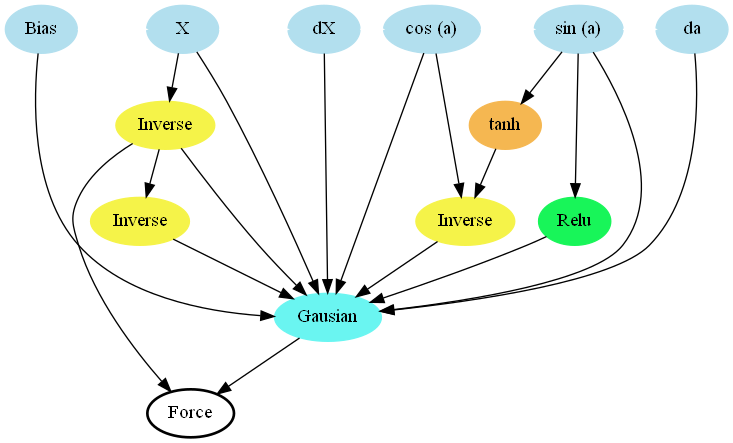 Bias
X
dX
cos (a)
sin (a)
da
Inverse
tanh
Inverse
Inverse
Relu
Gausian
Force